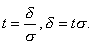 t = δ/σ, δ = tσ.